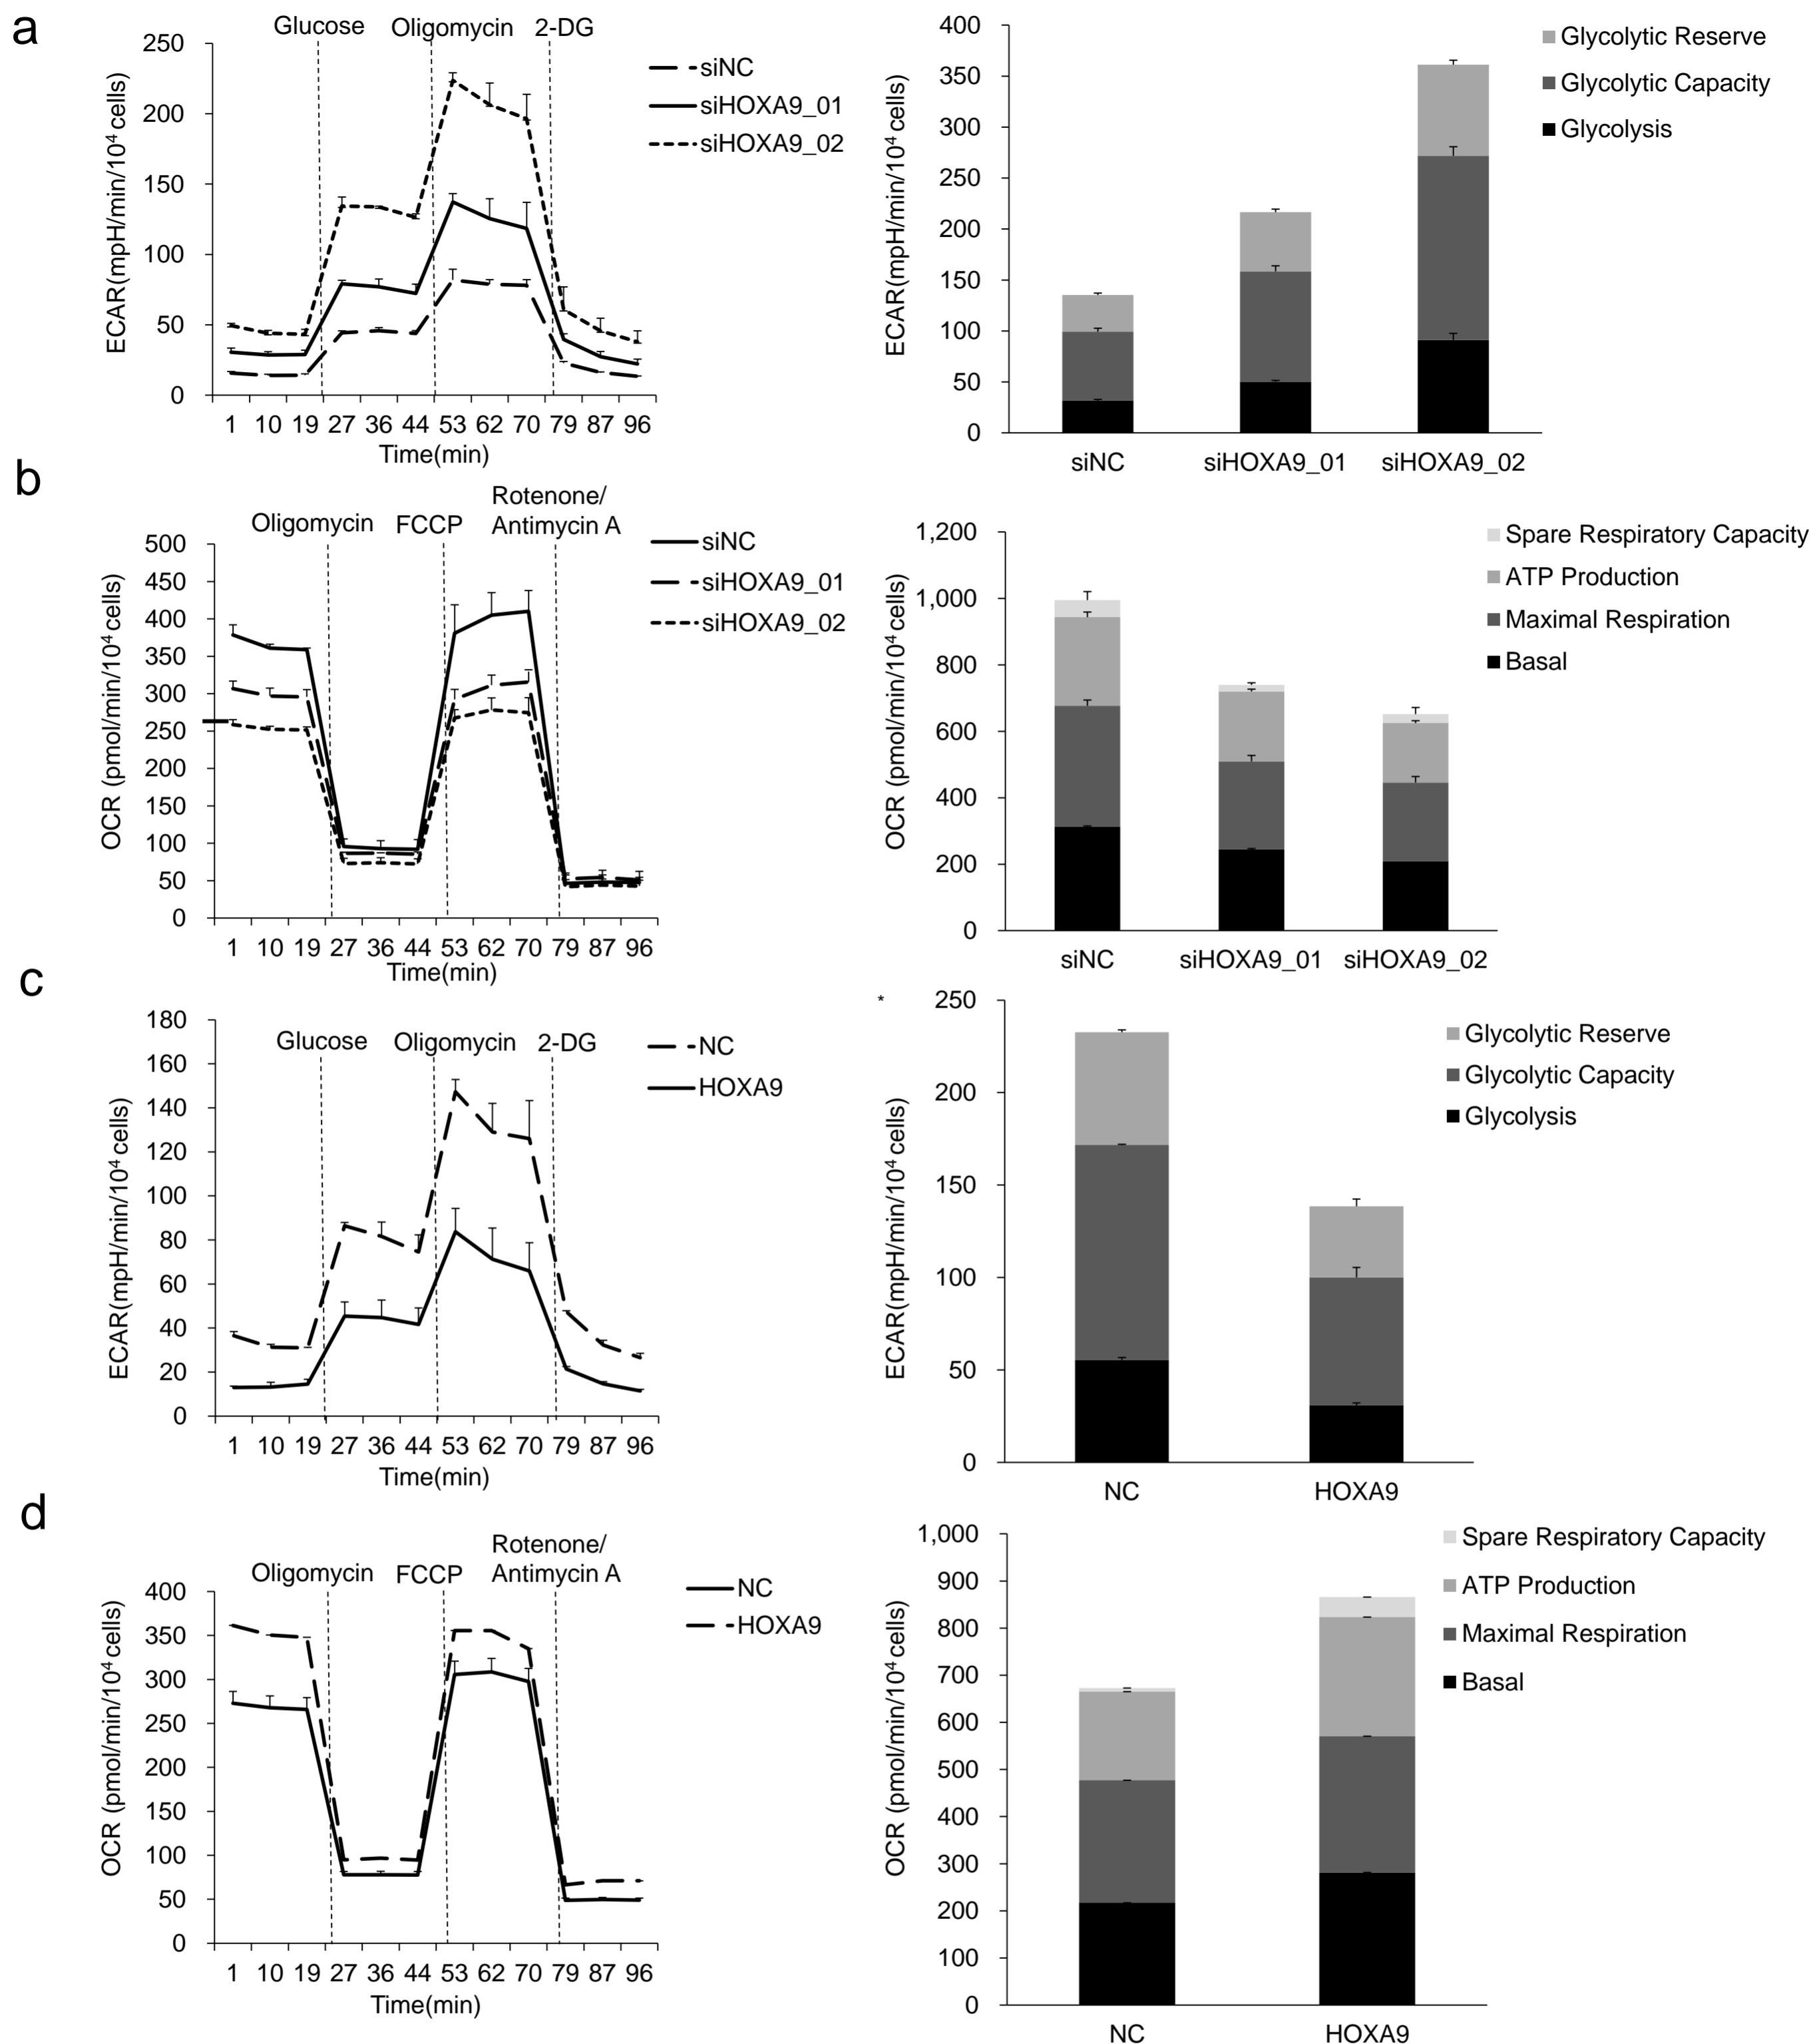 a
Glucose Oligomycin 2-DG
250
200
150
100
50
0
ECAR(mpH/min/10⁴ cells)
1 10 19 27 36 44 53 62 70 79 87 96
Time(min)
siNC
siHOXA9_01
siHOXA9_02
400
350
300
250
200
150
100
50
0
ECAR(mpH/min/10⁴ cells)
siNC siHOXA9_01 siHOXA9_02
Glycolytic Reserve
Glycolytic Capacity
Glycolysis
b
Rotenone/
Oligomycin FCCP Antimycin A
500
450
400
350
300
250
200
150
100
50
0
OCR (pmol/min/10⁴ cells)
1 10 19 27 36 44 53 62 70 79 87 96
Time(min)
siNC
siHOXA9_01
siHOXA9_02
1,200
1,000
800
600
400
200
0
OCR (pmol/min/10⁴ cells)
siNC siHOXA9_01 siHOXA9_02
Spare Respiratory Capacity
ATP Production
Maximal Respiration
Basal
c
Glucose Oligomycin 2-DG
180
160
140
120
100
80
60
40
20
0
ECAR(mpH/min/10⁴ cells)
1 10 19 27 36 44 53 62 70 79 87 96
Time(min)
NC
HOXA9
*
250
200
150
100
50
0
ECAR(mpH/min/10⁴ cells)
NC HOXA9
Glycolytic Reserve
Glycolytic Capacity
Glycolysis
d
Rotenone/
Oligomycin FCCP Antimycin A
400
350
300
250
200
150
100
50
0
OCR (pmol/min/10⁴ cells)
1 10 19 27 36 44 53 62 70 79 87 96
Time(min)
NC
HOXA9
1,000
900
800
700
600
500
400
300
200
100
0
OCR (pmol/min/10⁴ cells)
NC HOXA9
Spare Respiratory Capacity
ATP Production
Maximal Respiration
Basal